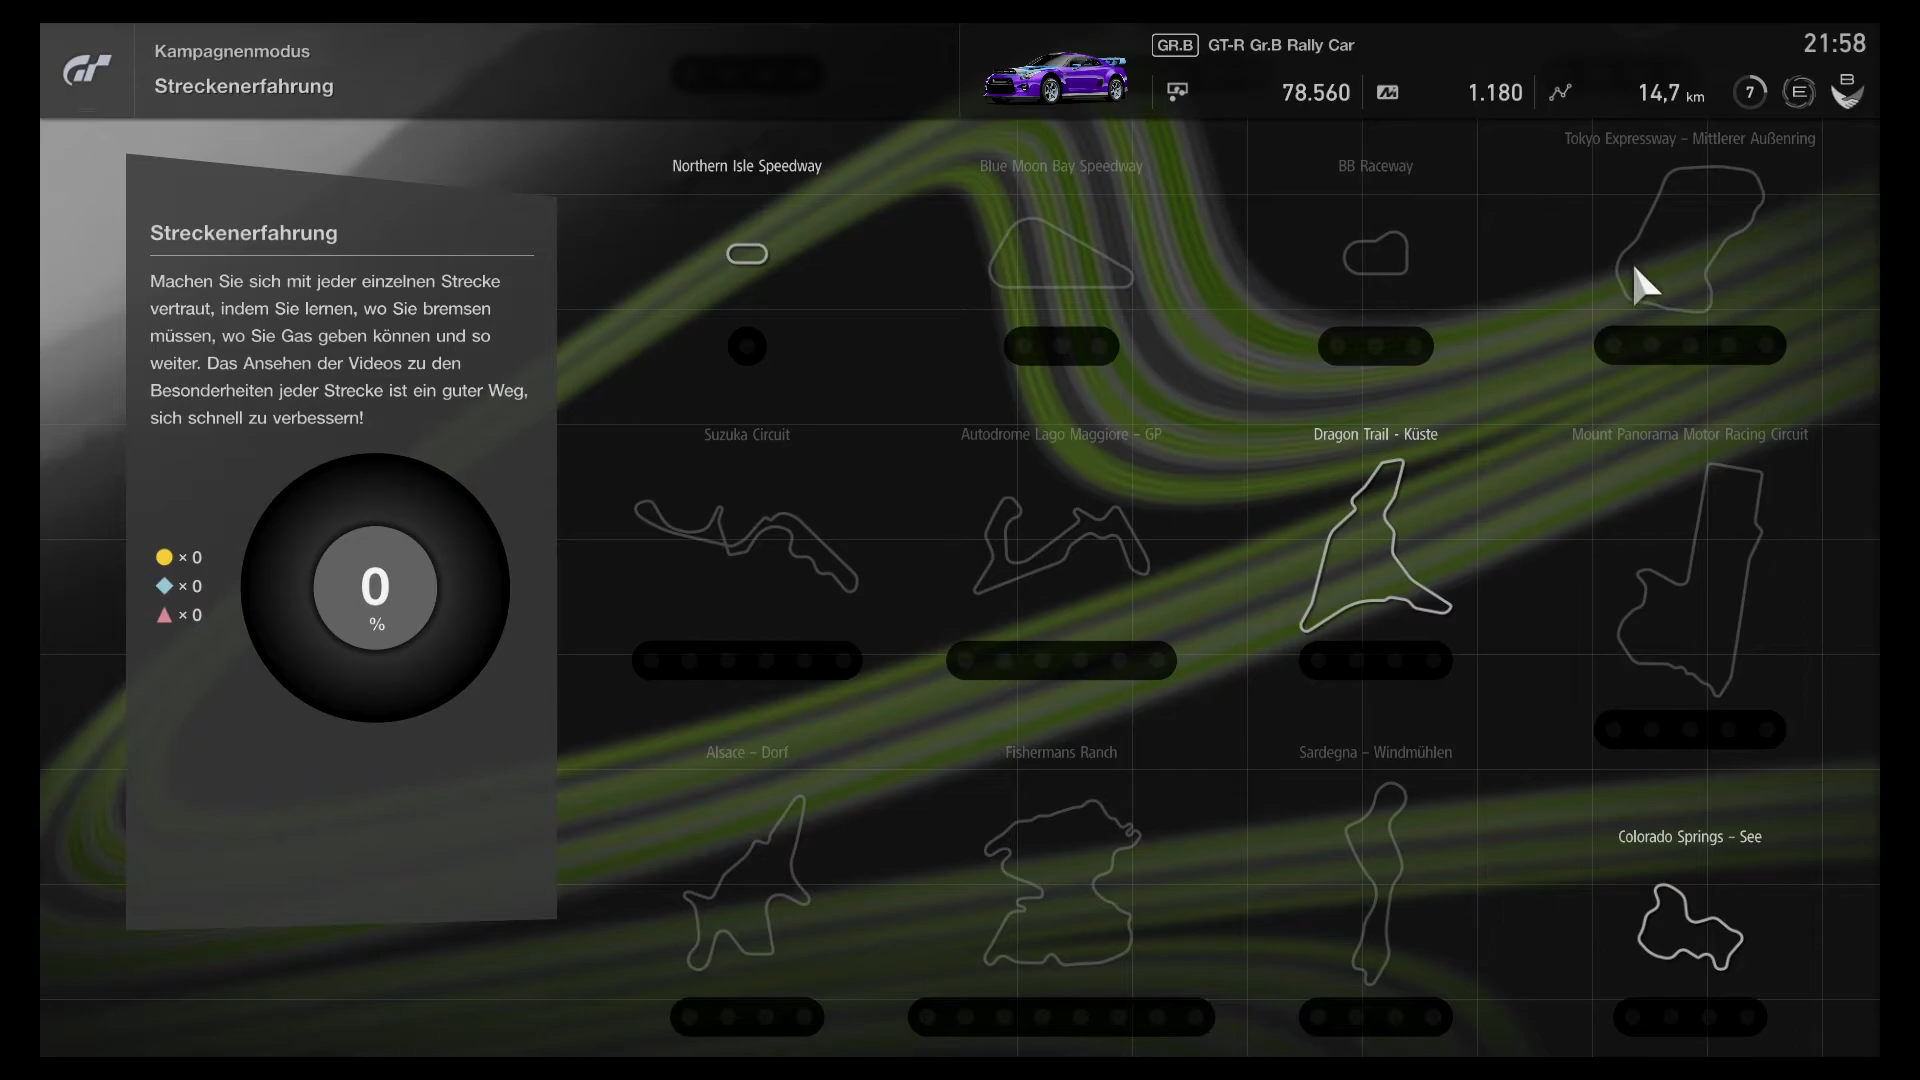 Kampagnenmodus
Streckenerfahrung
GR.B GT-R Gr.B Rally Car
21:58
78.560
1.180
14,7 km
7
E
B
Streckenerfahrung
Machen Sie sich mit jeder einzelnen Strecke
vertraut, indem Sie lernen, wo Sie bremsen
müssen, wo Sie Gas geben können und so
weiter. Das Ansehen der Videos zu den
Besonderheiten jeder Strecke ist ein guter Weg,
sich schnell zu verbessern!
× 0
× 0
× 0
0
%
Northern Isle Speedway
Blue Moon Bay Speedway
BB Raceway
Tokyo Expressway – Mittlerer Außenring
Suzuka Circuit
Autodrome Lago Maggiore – GP
Dragon Trail - Küste
Mount Panorama Motor Racing Circuit
Alsace – Dorf
Fishermans Ranch
Sardegna – Windmühlen
Colorado Springs – See